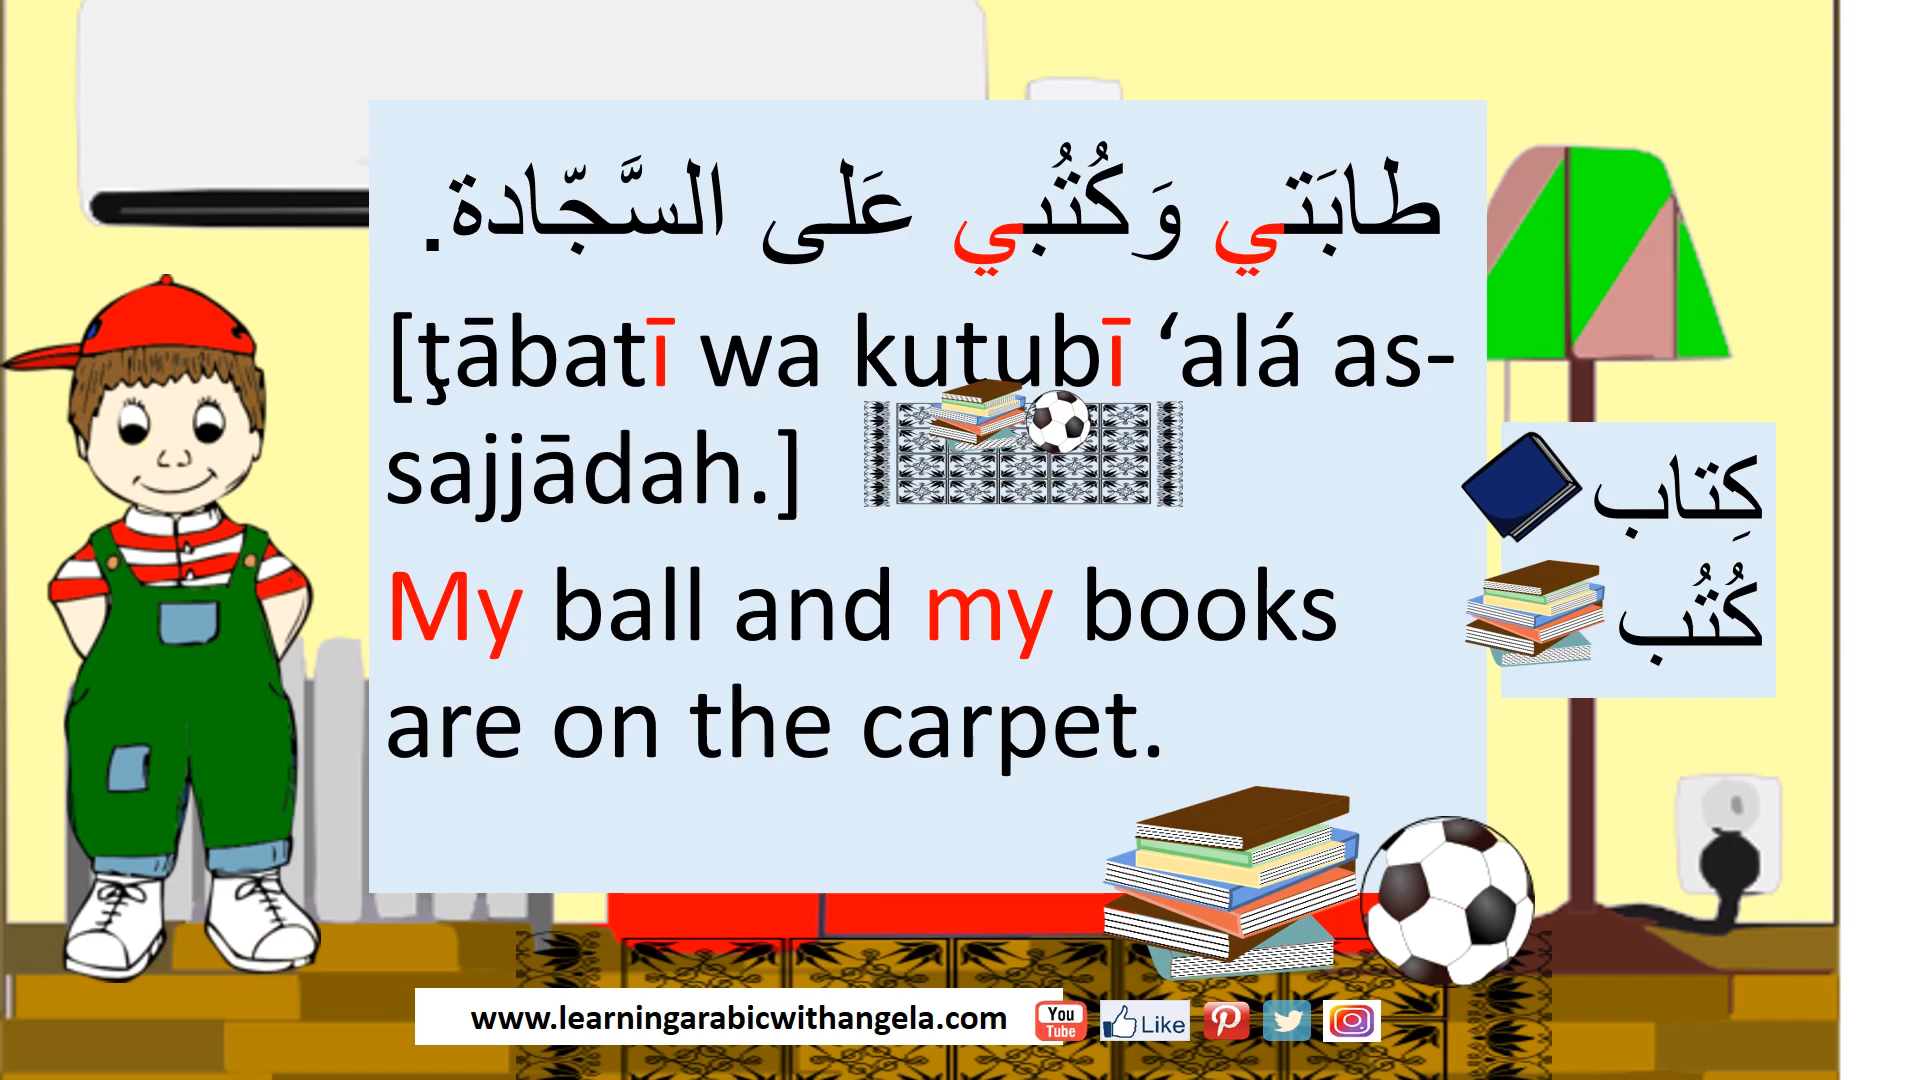 طابَتي وَكُتُبي عَلى السَّجّادة.
[ţābatī wa kutubī ‘alá as-
sajjādah.]
My ball and my books
are on the carpet.
كِتاب
كُتُب
www.learningarabicwithangela.com
You
Tube
Like